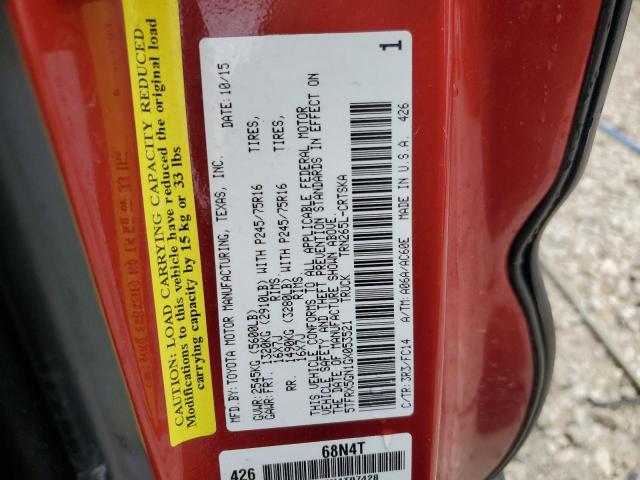 CAUTION: LOAD CARRYING CAPACITY REDUCED
Modifications to this vehicle have reduced the original load
carrying capacity by 15 kg or 33 lbs
MFD. BY: TOYOTA MOTOR MANUFACTURING, TEXAS, INC. DATE: 10/15
GVWR: 2545KG (5600LB)
GAWR: FRT. 1320KG (2910LB) WITH P245/75R16 TIRES,
16X7J RIMS.
RR. 1490KG (3280LB) WITH P245/75R16 TIRES,
16X7J RIMS.
THIS VEHICLE CONFORMS TO ALL APPLICABLE FEDERAL MOTOR
VEHICLE SAFETY AND THEFT PREVENTION STANDARDS IN EFFECT ON
THE DATE OF MANUFACTURE SHOWN ABOVE.
5TFRX5GN1GX053521 TRUCK TRN265L-CRTSKA
C/TR: 3R3/FC14 A/TM: A06A/AC60E MADE IN U.S.A. 426
1
68N4T
426